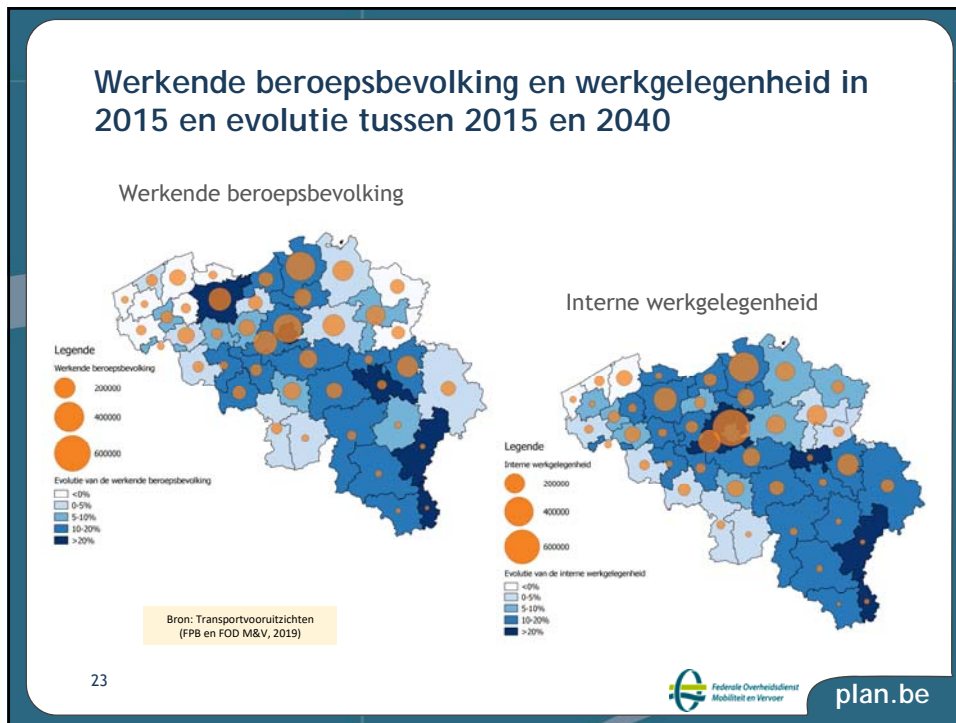 Werkende beroepsbevolking en werkgelegenheid in
2015 en evolutie tussen 2015 en 2040
Werkende beroepsbevolking
Legende
Werkende beroepsbevolking
200000
400000
600000
Evolutie van de werkende beroepsbevolking
<0%
0-5%
5-10%
10-20%
>20%
Interne werkgelegenheid
Legende
Interne werkgelegenheid
200000
400000
600000
Evolutie van de interne werkgelegenheid
<0%
0-5%
5-10%
10-20%
>20%
Bron: Transportvooruitzichten
(FPB en FOD M&V, 2019)
23
Federale Overheidsdienst
Mobiliteit en Vervoer
plan.be